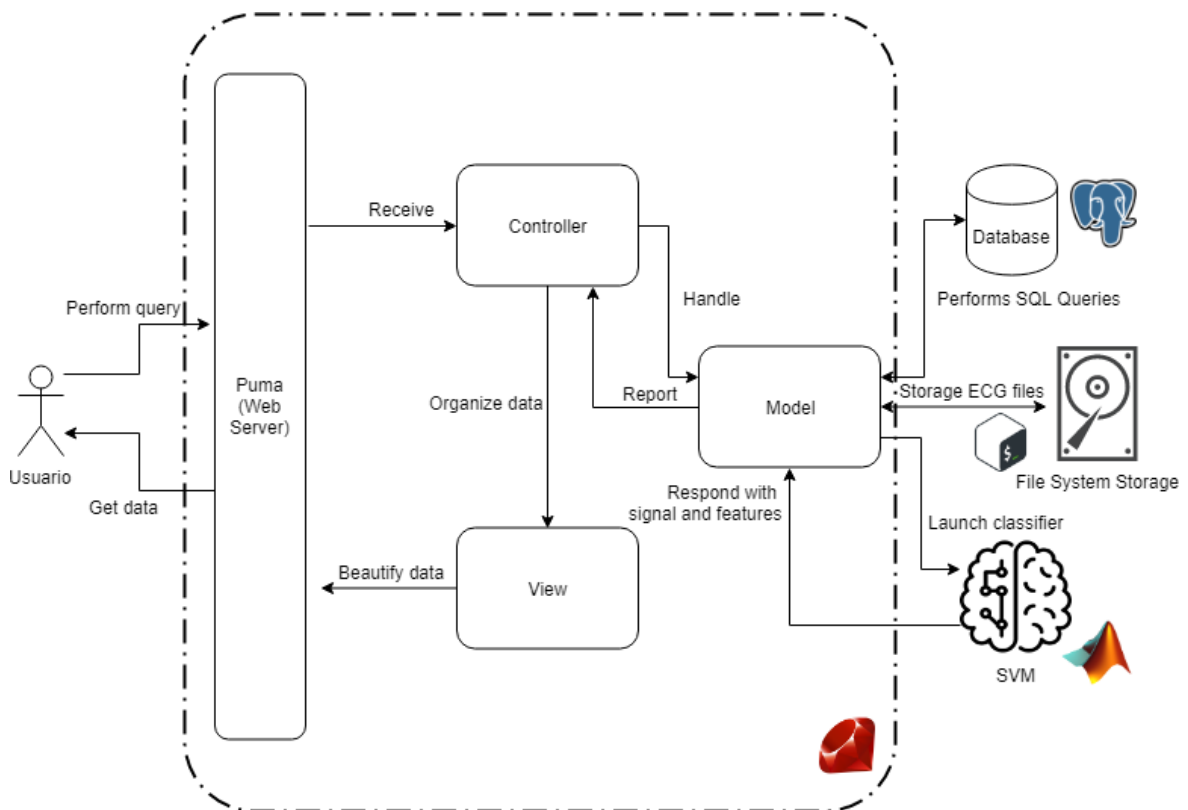 Perform query
Usuario
Get data
Puma
(Web
Server)
Receive
Controller
Handle
Organize data
Report
Model
Respond with
signal and features
Beautify data
View
Database
Performs SQL Queries
Storage ECG files
$_
File System Storage
Launch classifier
SVM